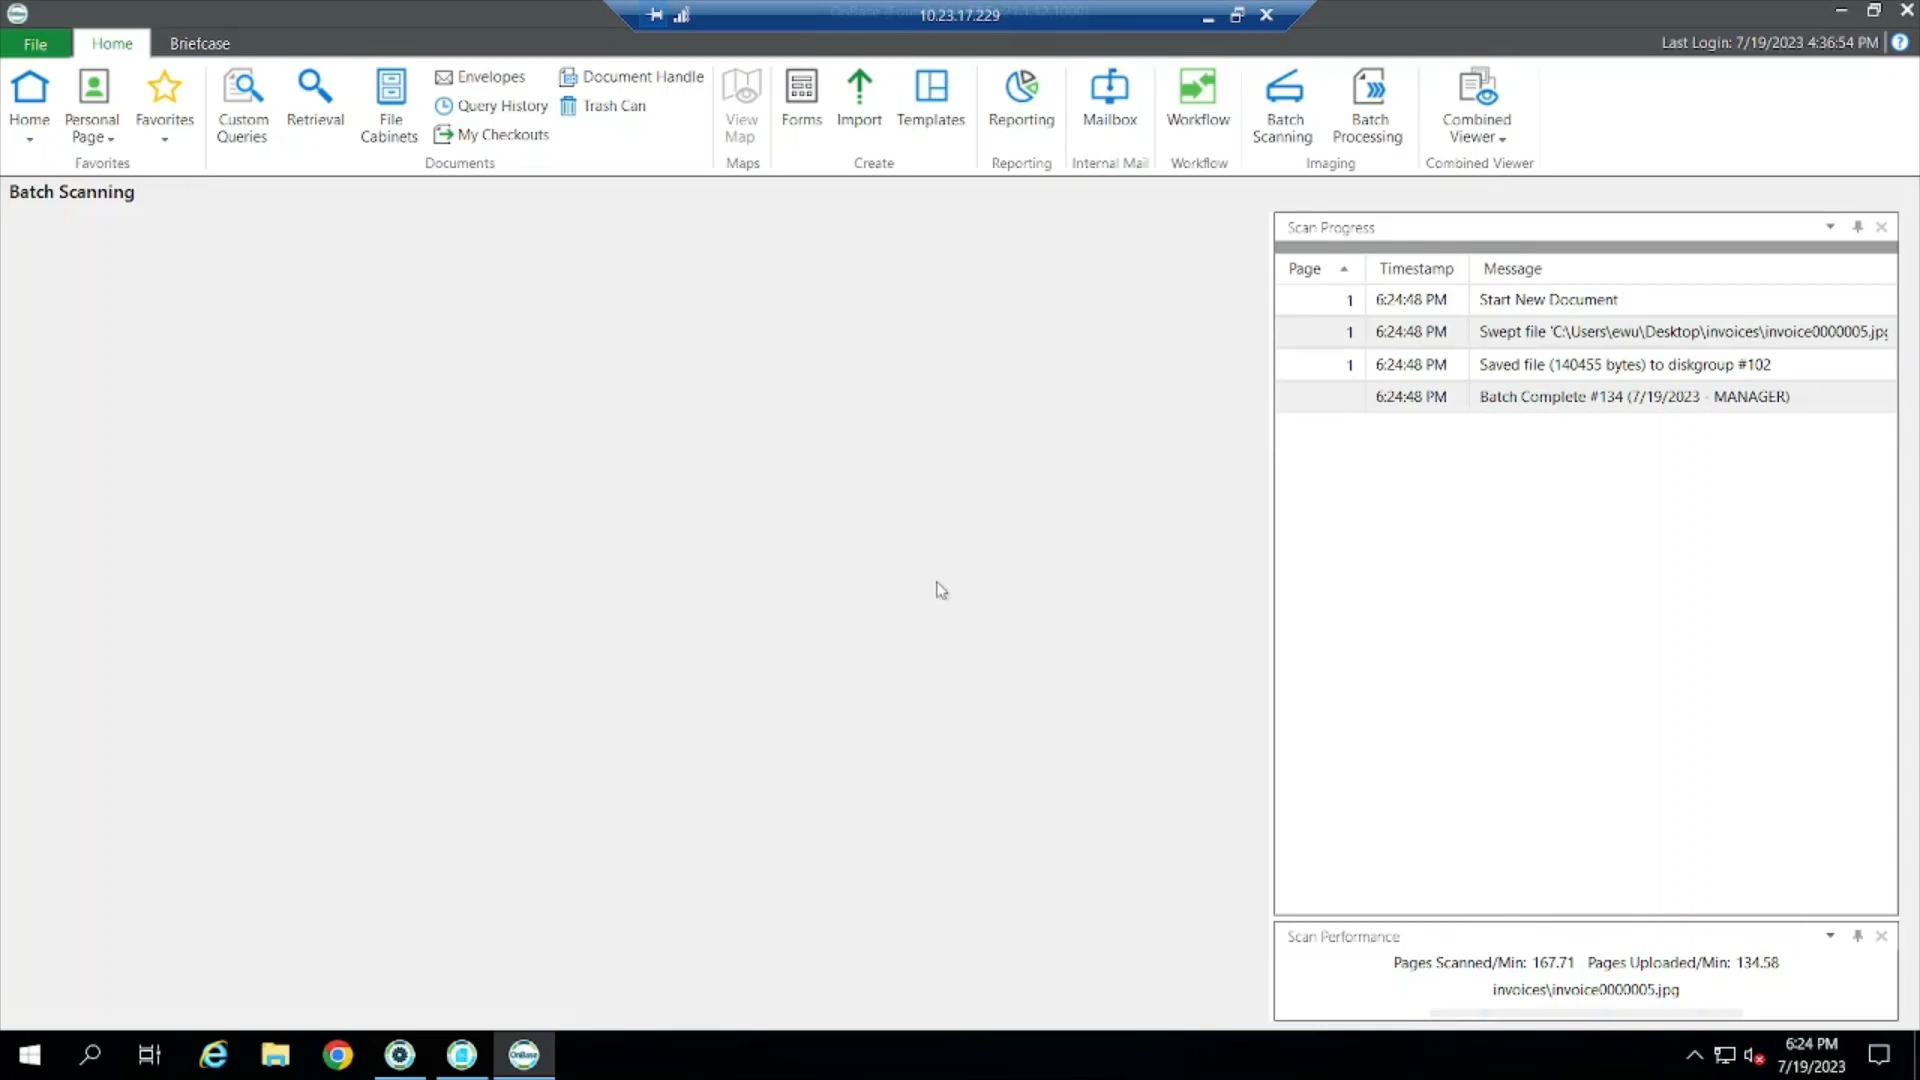 10.23.17.229
File Home Briefcase Last Login: 7/19/2023 4:36:54 PM ?
Home
Personal Page
Favorites
Favorites
Custom Queries
Retrieval
File Cabinets
Envelopes
Query History
My Checkouts
Document Handle
Trash Can
Documents
View Map
Maps
Forms
Import
Templates
Create
Reporting
Reporting
Mailbox
Internal Mail
Workflow
Workflow
Batch Scanning
Batch Processing
Imaging
Combined Viewer
Combined Viewer
Batch Scanning
Scan Progress
Page Timestamp Message
1 6:24:48 PM Start New Document
1 6:24:48 PM Swept file 'C:\Users\ewu\Desktop\invoices\invoice0000005.jpg
1 6:24:48 PM Saved file (140455 bytes) to diskgroup #102
6:24:48 PM Batch Complete #134 (7/19/2023 - MANAGER)
Scan Performance
Pages Scanned/Min: 167.71 Pages Uploaded/Min: 134.58
invoices\invoice0000005.jpg
OnBase
6:24 PM
7/19/2023